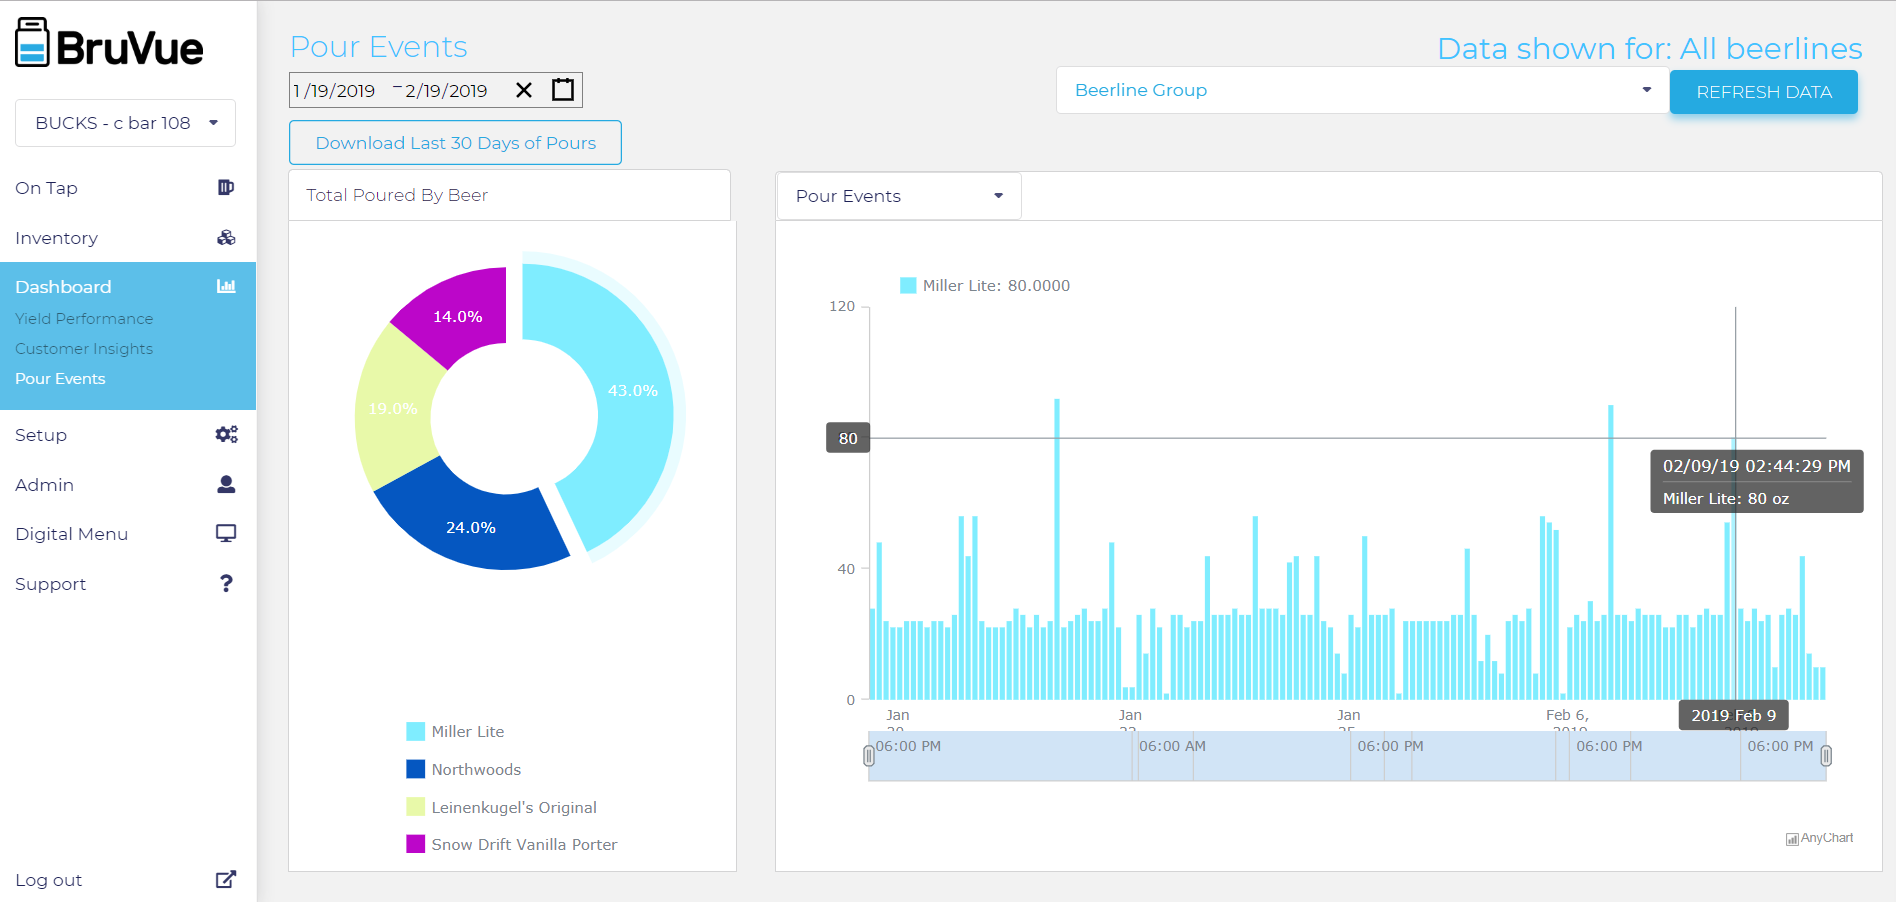 BruVue
BUCKS - c bar 108
On Tap
Inventory
Dashboard
Yield Performance
Customer Insights
Pour Events
Setup
Admin
Digital Menu
Support
?
Log out
Pour Events
1/19/2019 – 2/19/2019
Download Last 30 Days of Pours
Data shown for: All beerlines
Beerline Group
REFRESH DATA
Total Poured By Beer
14.0%
43.0%
19.0%
24.0%
Miller Lite
Northwoods
Leinenkugel's Original
Snow Drift Vanilla Porter
Pour Events
Miller Lite: 80.0000
120
80
40
0
02/09/19 02:44:29 PM
Miller Lite: 80 oz
Jan Jan Jan Feb 6, 2019 Feb 9
06:00 PM 06:00 AM 06:00 PM 06:00 PM 06:00 PM
AnyChart